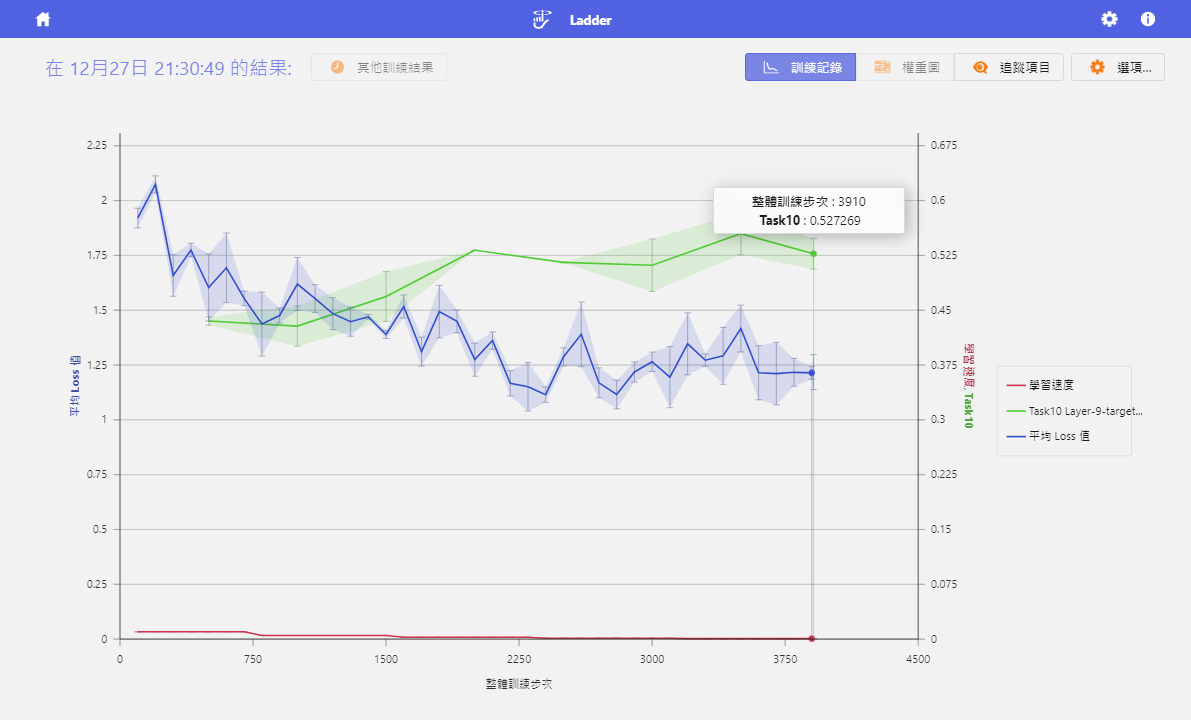 Ladder
在 12月27日 21:30:49 的結果:
其他訓練結果
訓練記錄
權重圖
追蹤項目
選項...
整體訓練步次 : 3910
Task10 : 0.527269
2.25
2
1.75
1.5
1.25
1
0.75
0.5
0.25
0
平均 Loss 值
0.675
0.6
0.525
0.45
0.375
0.3
0.225
0.15
0.075
0
學習速度, Task10
0
750
1500
2250
3000
3750
4500
整體訓練步次
學習速度
Task10 Layer-9-target...
平均 Loss 值